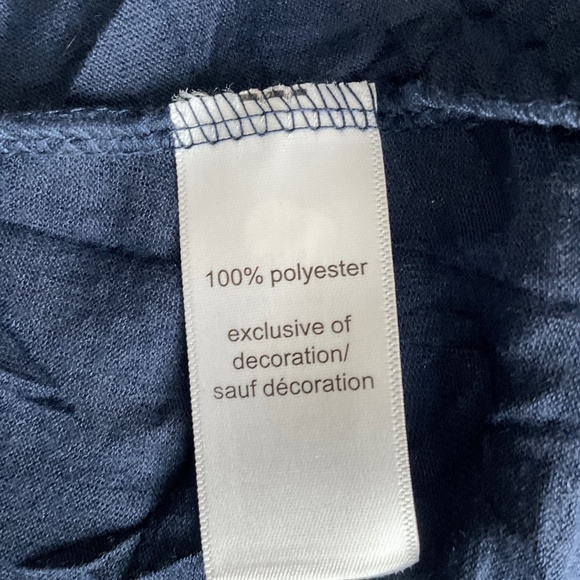 100% polyester
exclusive of
decoration/
sauf décoration